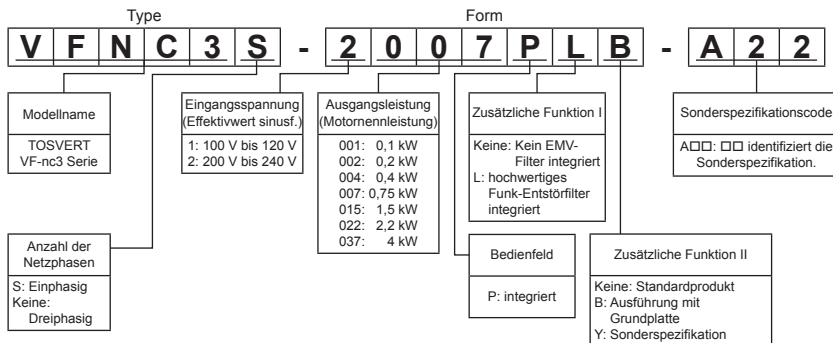 Type
Form
V F N C 3 S - 2 0 0 7 P L B - A 2 2
Modellname
TOSVERT
VF-nc3 Serie
Eingangsspannung
(Effektivwert sinusf.)
1: 100 V bis 120 V
2: 200 V bis 240 V
Ausgangsleistung
(Motornennleistung)
001: 0,1 kW
002: 0,2 kW
004: 0,4 kW
007: 0,75 kW
015: 1,5 kW
022: 2,2 kW
037: 4 kW
Zusätzliche Funktion I
Keine: Kein EMV-
Filter integriert
L: hochwertiges
Funk-Entstörfilter
integriert
Sonderspezifikationscode
A□□: □□ identifiziert die
Sonderspezifikation.
Anzahl der
Netzphasen
S: Einphasig
Keine:
Dreiphasig
Bedienfeld
P: integriert
Zusätzliche Funktion II
Keine: Standardprodukt
B: Ausführung mit
Grundplatte
Y: Sonderspezifikation